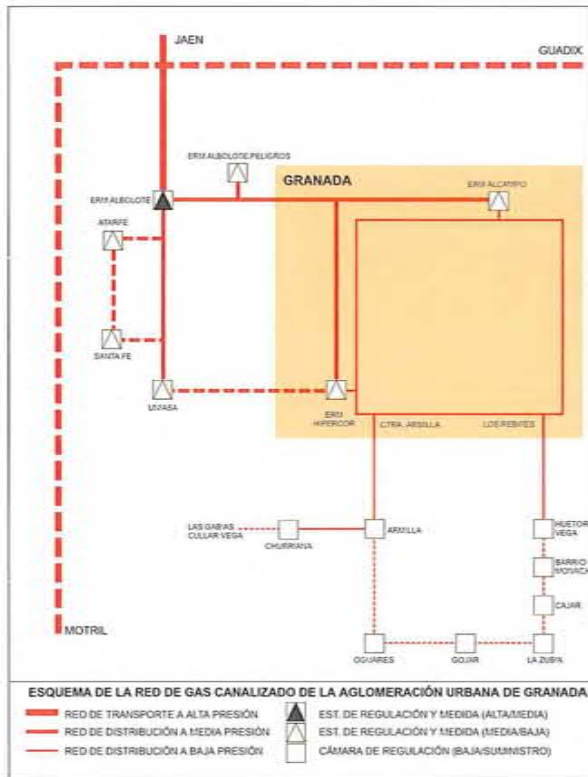 JAEN
GUADIX
ERM ALBOLOTE.PELIGROS
GRANADA
ERM ALCAMPO
ERM ALBOLOTE
ATARFE
SANTA FE
ERM
HIPERCOR
CTRA. ARMILLA
LOS REBITES
LAS GABIAS
CULLAR VEGA
CHURRIANA
ARMILLA
HUETOR
VEGA
BARRIO
MONACHIL
CAJAR
MOTRIL
OGIJARES
GOJAR
LA ZUBIA
ESQUEMA DE LA RED DE GAS CANALIZADO DE LA AGLOMERACIÓN URBANA DE GRANADA
RED DE TRANSPORTE A ALTA PRESIÓN
EST. DE REGULACIÓN Y MEDIDA (ALTA/MEDIA)
RED DE DISTRIBUCIÓN A MEDIA PRESIÓN
EST. DE REGULACIÓN Y MEDIDA (MEDIA/BAJA)
RED DE DISTRIBUCIÓN A BAJA PRESIÓN
CÁMARA DE REGULACIÓN (BAJA/SUMINISTRO)